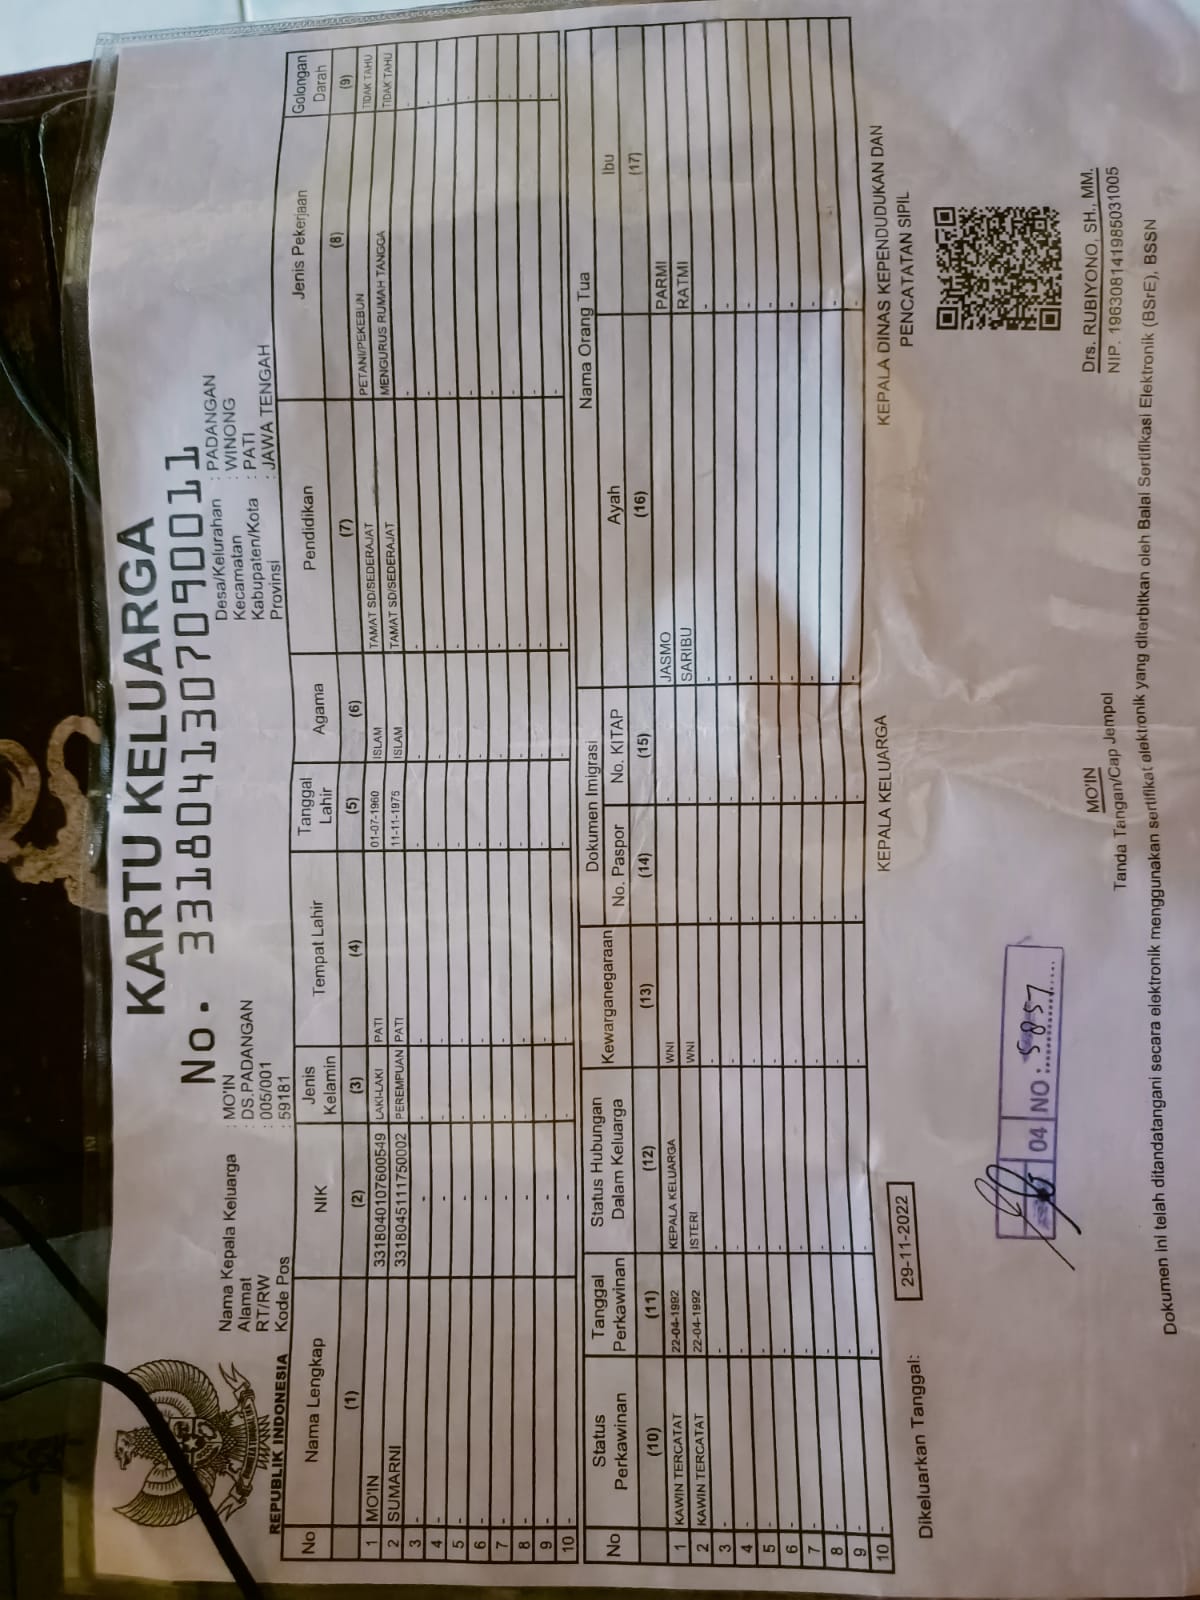 KARTU KELUARGA
No. 3318041307090011
REPUBLIK INDONESIA
Nama Kepala Keluarga : MO'IN
Alamat : DS.PADANGAN
RT/RW : 005/001
Kode Pos : 59181
Desa/Kelurahan : PADANGAN
Kecamatan : WINONG
Kabupaten/Kota : PATI
Provinsi : JAWA TENGAH
No Nama Lengkap NIK Jenis Kelamin Tempat Lahir Tanggal Lahir Agama Pendidikan Jenis Pekerjaan Golongan Darah
(1) (2) (3) (4) (5) (6) (7) (8) (9)
1 MO'IN 3318040107600549 LAKI-LAKI PATI 01-07-1960 ISLAM TAMAT SD/SEDERAJAT PETANI/PEKEBUN TIDAK TAHU
2 SUMARNI 3318045111750002 PEREMPUAN PATI 11-11-1975 ISLAM TAMAT SD/SEDERAJAT MENGURUS RUMAH TANGGA TIDAK TAHU
3 - - - - - - - - -
4 - - - - - - - - -
5 - - - - - - - - -
6 - - - - - - - - -
7 - - - - - - - - -
8 - - - - - - - - -
9 - - - - - - - - -
10 - - - - - - - - -
No Status Perkawinan Tanggal Perkawinan Status Hubungan Dalam Keluarga Kewarganegaraan Dokumen Imigrasi Nama Orang Tua
No. Paspor No. KITAP Ayah Ibu
(10) (11) (12) (13) (14) (15) (16) (17)
1 KAWIN TERCATAT 22-04-1992 KEPALA KELUARGA WNI - - JASMO PARMI
2 KAWIN TERCATAT 22-04-1992 ISTERI WNI - - SARIBU RATMI
3 - - - - - - - -
4 - - - - - - - -
5 - - - - - - - -
6 - - - - - - - -
7 - - - - - - - -
8 - - - - - - - -
9 - - - - - - - -
10 - - - - - - - -
Dikeluarkan Tanggal: 29-11-2022
KEPALA KELUARGA
KEPALA DINAS KEPENDUDUKAN DAN
PENCATATAN SIPIL
04 NO. 5857
MO'IN
Tanda Tangan/Cap Jempol
Drs. RUBIYONO, SH., MM.
NIP. 196308141985031005
Dokumen ini telah ditandatangani secara elektronik menggunakan sertifikat elektronik yang diterbitkan oleh Balai Sertifikasi Elektronik (BSrE), BSSN